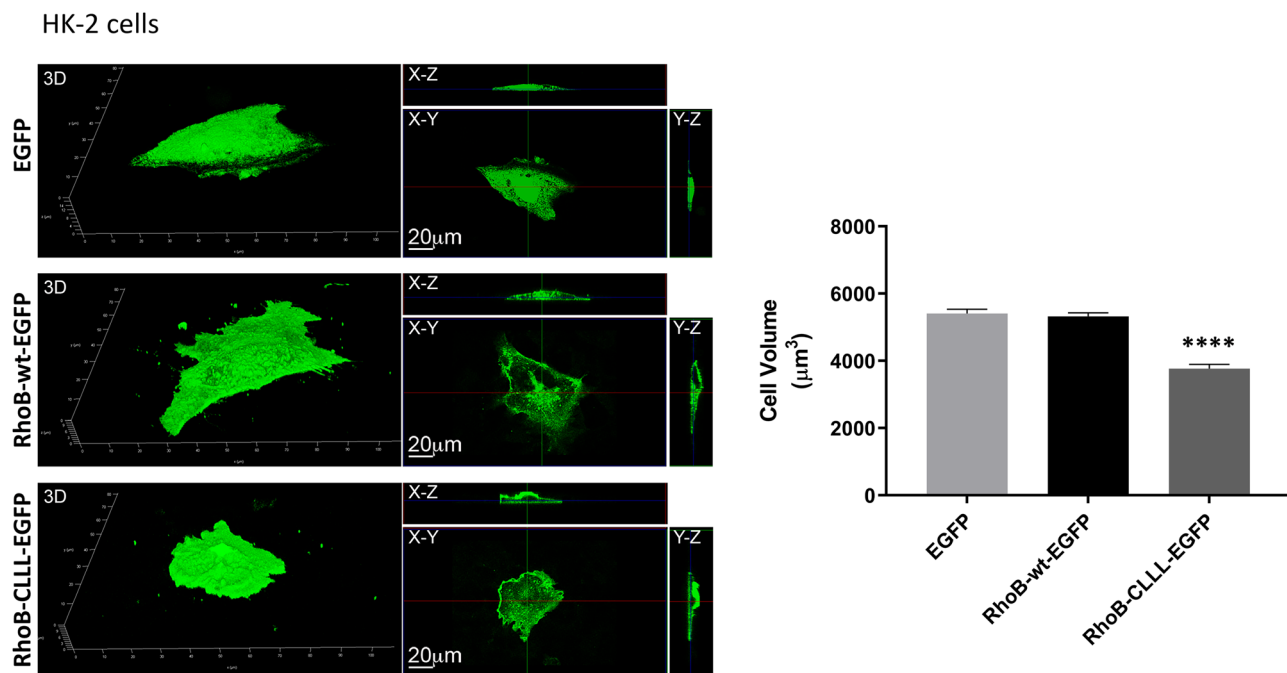 HK-2 cells
EGFP
3D
X-Z
X-Y
Y-Z
20μm
RhoB-wt-EGFP
3D
X-Z
X-Y
Y-Z
20μm
RhoB-CLLL-EGFP
3D
X-Z
X-Y
Y-Z
20μm
Cell Volume
(μm³)
8000
6000
4000
2000
0
****
EGFP
RhoB-wt-EGFP
RhoB-CLLL-EGFP